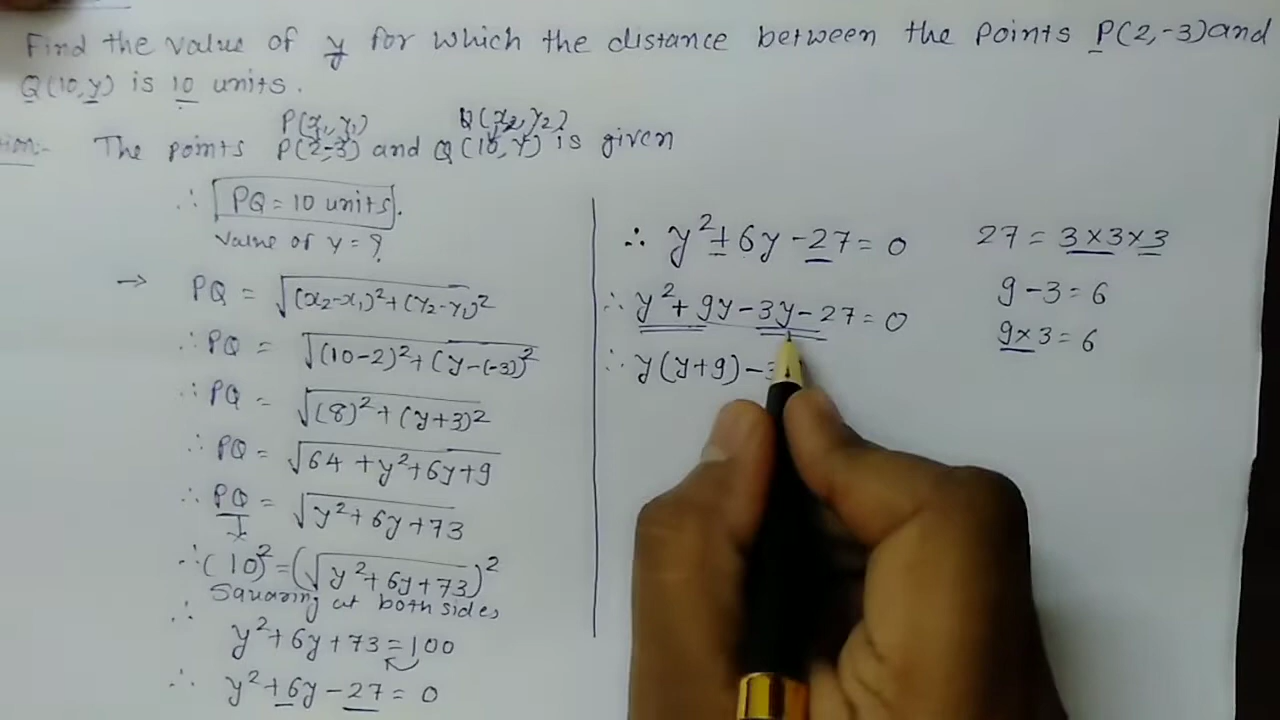 Find the value of y for which the distance between the points P(2,-3) and
Q(10,y) is 10 units.
P(x₁,y₁) Q(x₂,y₂)
The points P(2,-3) and Q(10,y) is given
∴ PQ = 10 units.
Value of y = ?
→ PQ = √(x₂-x₁)²+(y₂-y₁)²
∴ PQ = √(10-2)²+(y-(-3))²
∴ PQ = √(8)²+(y+3)²
∴ PQ = √64+y²+6y+9
∴ PQ = √y²+6y+73
∴ (10)² = (√y²+6y+73)²
Squaring at both sides
∴ y²+6y+73 = 100
∴ y²+6y-27 = 0
∴ y²+6y-27 = 0
∴ y²+9y-3y-27 = 0
∴ y(y+9)-3
27 = 3×3×3
9-3 = 6
9×3 = 6